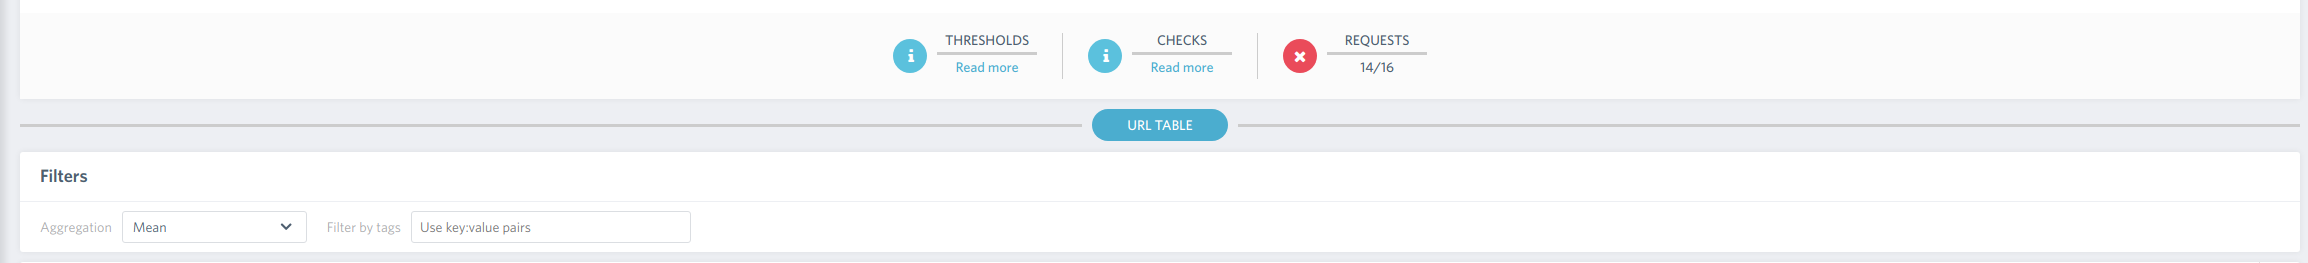 THRESHOLDS
Read more
CHECKS
Read more
REQUESTS
14/16
URL TABLE
Filters
Aggregation Mean Filter by tags Use key:value pairs